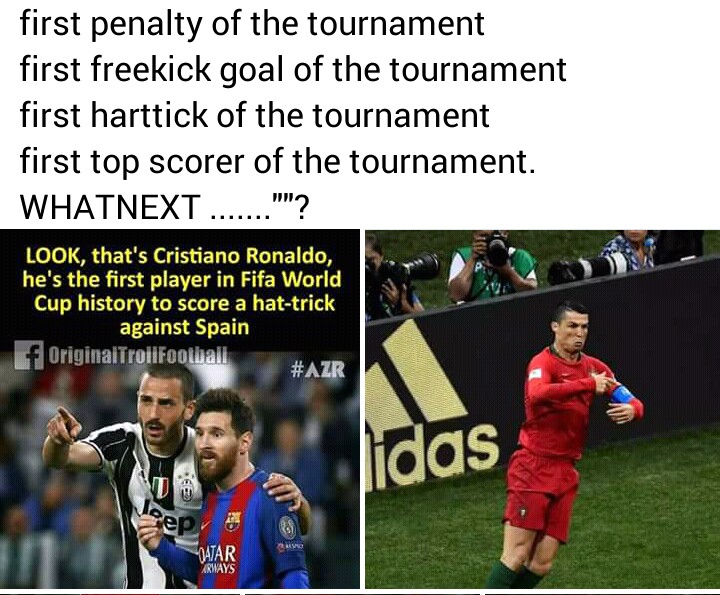 first penalty of the tournament
first freekick goal of the tournament
first harttick of the tournament
first top scorer of the tournament.
WHATNEXT .......""?
LOOK, that's Cristiano Ronaldo,
he's the first player in Fifa World
Cup history to score a hat-trick
against Spain
f OriginalTrollFootball
#AZR
Jeep
QATAR
AIRWAYS
idas